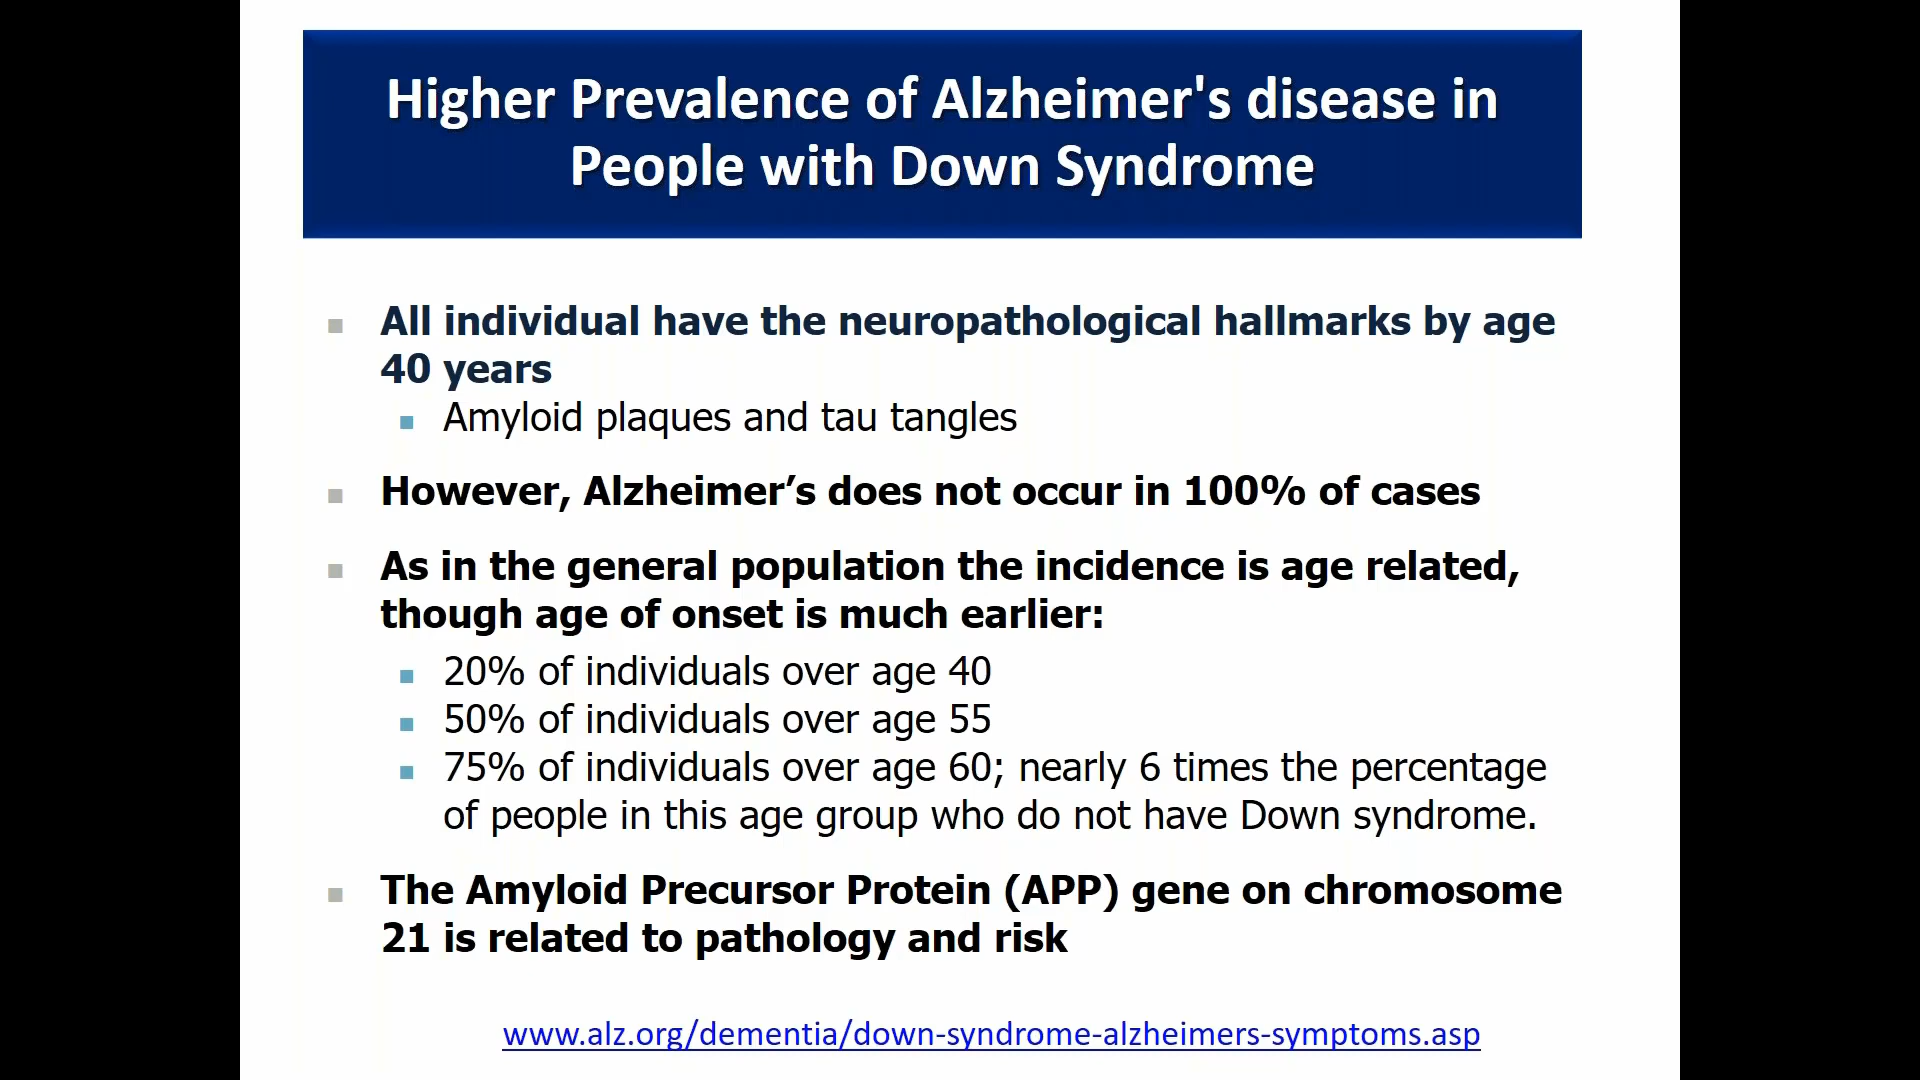 Higher Prevalence of Alzheimer's disease in
People with Down Syndrome
All individual have the neuropathological hallmarks by age
40 years
Amyloid plaques and tau tangles
However, Alzheimer’s does not occur in 100% of cases
As in the general population the incidence is age related,
though age of onset is much earlier:
20% of individuals over age 40
50% of individuals over age 55
75% of individuals over age 60; nearly 6 times the percentage
of people in this age group who do not have Down syndrome.
The Amyloid Precursor Protein (APP) gene on chromosome
21 is related to pathology and risk
www.alz.org/dementia/down-syndrome-alzheimers-symptoms.asp